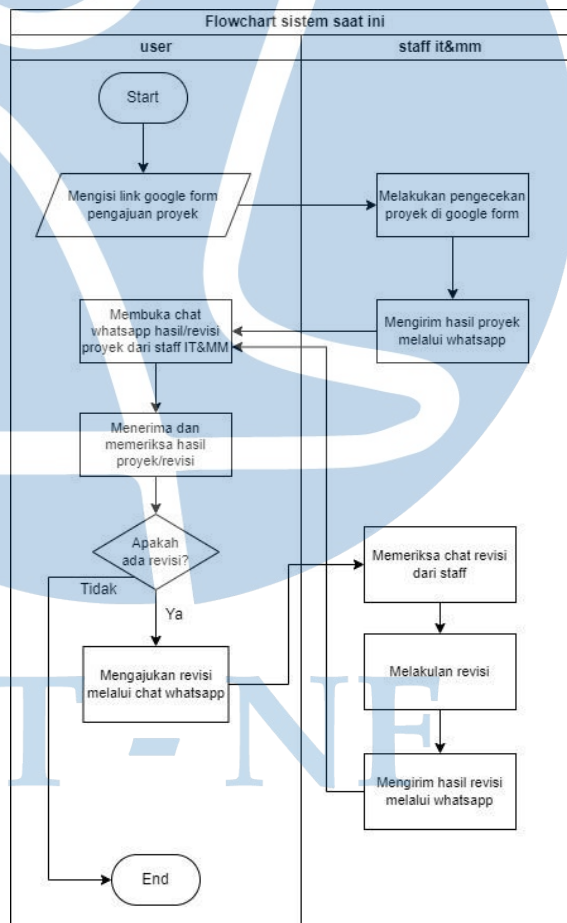 Flowchart sistem saat ini
user
staff it&mm
Start
Mengisi link google form
pengajuan proyek
Melakukan pengecekan
proyek di google form
Mengirim hasil proyek
melalui whatsapp
Membuka chat
whatsapp hasil/revisi
proyek dari staff IT&MM
Menerima dan
memeriksa hasil
proyek/revisi
Apakah
ada revisi?
Tidak
Ya
Mengajukan revisi
melalui chat whatsapp
Memeriksa chat revisi
dari staff
Melakulan revisi
Mengirim hasil revisi
melalui whatsapp
End
T - NF